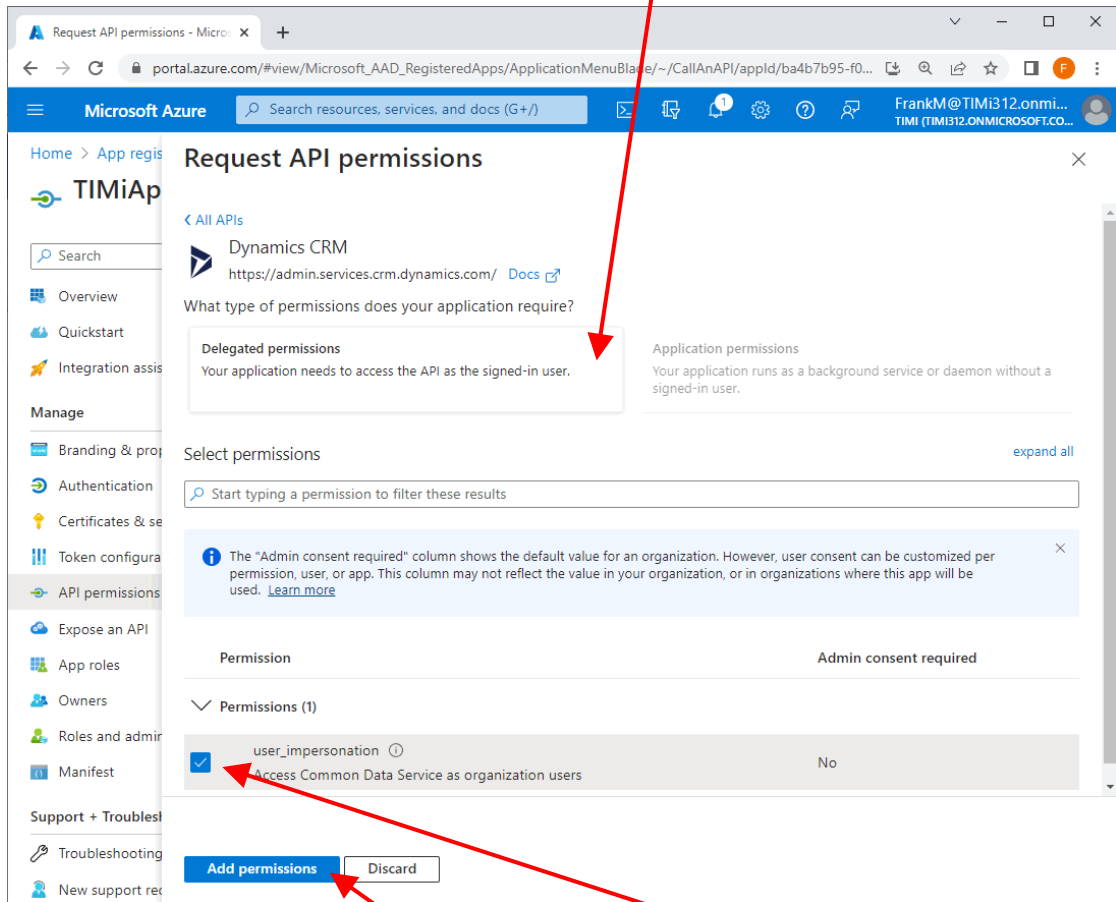 Request API permissions - Micro
portal.azure.com/#view/Microsoft_AAD_RegisteredApps/ApplicationMenuBlade/~/CallAnAPI/appId/ba4b7b95-f0...
F
Microsoft Azure
Search resources, services, and docs (G+/)
1
FrankM@TIMi312.onmi...
TIMI (TIMI312.ONMICROSOFT.CO...
Home > App regis
TIMiAp
Search
Overview
Quickstart
Integration assis
Manage
Branding & prop
Authentication
Certificates & se
Token configura
API permissions
Expose an API
App roles
Owners
Roles and admin
Manifest
Support + Troublesh
Troubleshooting
New support req
Request API permissions
All APIs
Dynamics CRM
https://admin.services.crm.dynamics.com/ Docs
What type of permissions does your application require?
Delegated permissions
Your application needs to access the API as the signed-in user.
Application permissions
Your application runs as a background service or daemon without a
signed-in user.
Select permissions
expand all
Start typing a permission to filter these results
The "Admin consent required" column shows the default value for an organization. However, user consent can be customized per
permission, user, or app. This column may not reflect the value in your organization, or in organizations where this app will be
used. Learn more
Permission Admin consent required
Permissions (1)
user_impersonation
Access Common Data Service as organization users
No
Add permissions Discard